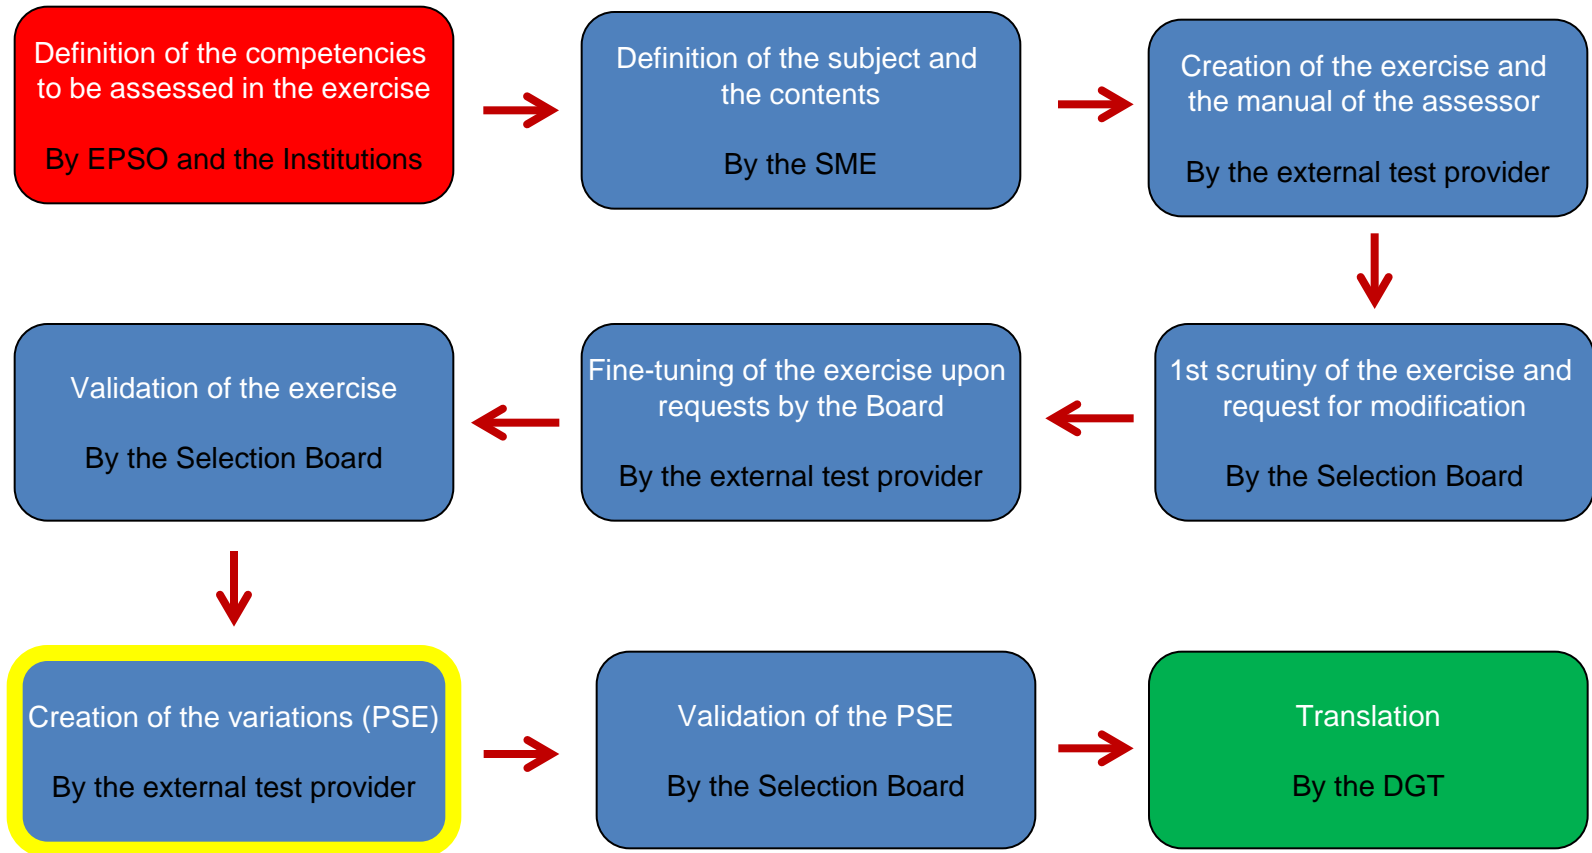 Definition of the competencies
to be assessed in the exercise
By EPSO and the Institutions
Definition of the subject and
the contents
By the SME
Creation of the exercise and
the manual of the assessor
By the external test provider
1st scrutiny of the exercise and
request for modification
By the Selection Board
Fine-tuning of the exercise upon
requests by the Board
By the external test provider
Validation of the exercise
By the Selection Board
Creation of the variations (PSE)
By the external test provider
Validation of the PSE
By the Selection Board
Translation
By the DGT